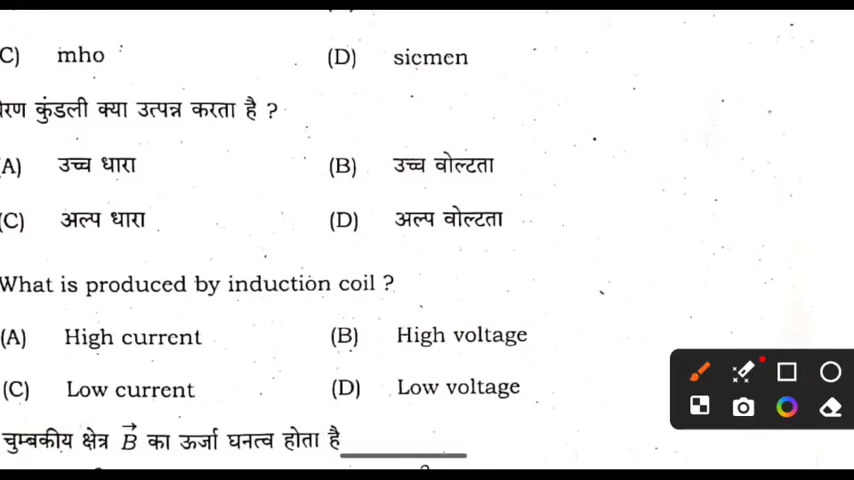 C) mho (D) siemen
रण कुंडली क्या उत्पन्न करता है ?
(A) उच्च धारा (B) उच्च वोल्टता
(C) अल्प धारा (D) अल्प वोल्टता
What is produced by induction coil ?
(A) High current (B) High voltage
(C) Low current (D) Low voltage
चुम्बकीय क्षेत्र B⃗ का ऊर्जा घनत्व होता है